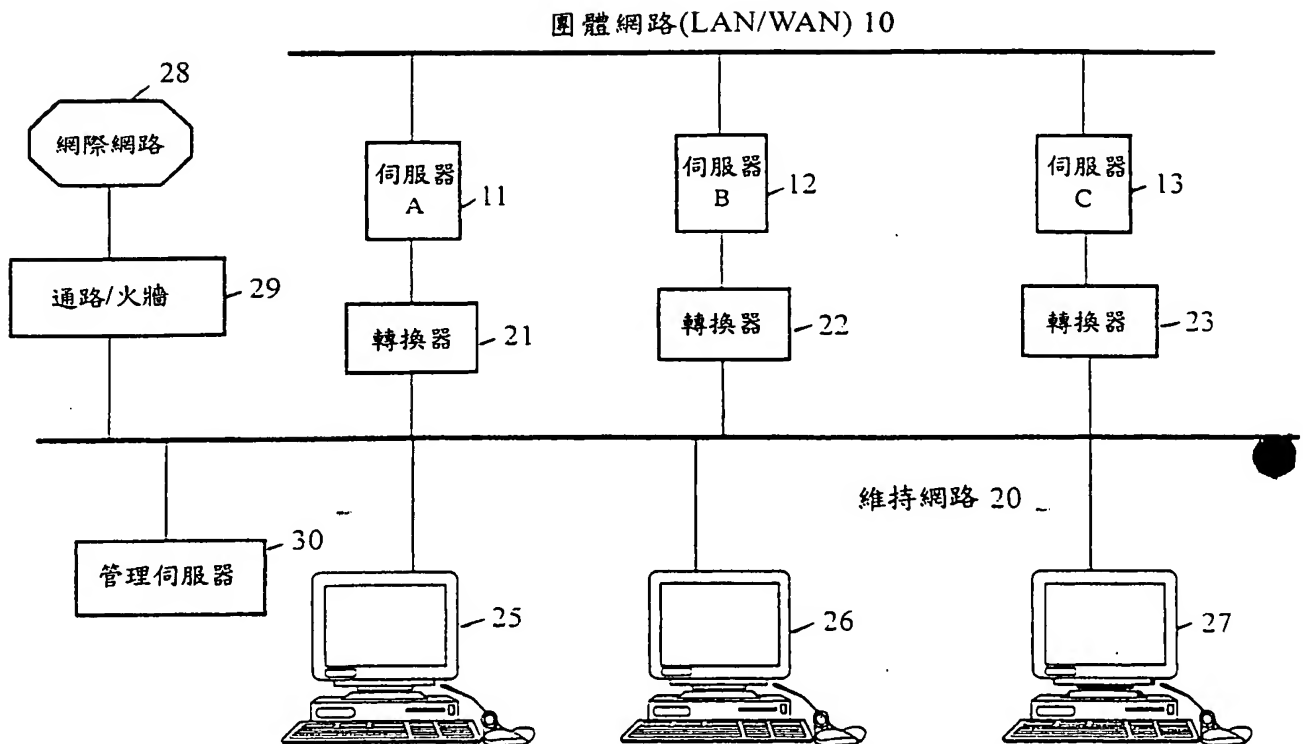 團體網路(LAN/WAN) 10
28
網際網路
伺服器
A
11
伺服器
B
12
伺服器
C
13
通路/火牆
29
轉換器
21
轉換器
22
轉換器
23
維持網路 20
30
管理伺服器
25
26
27